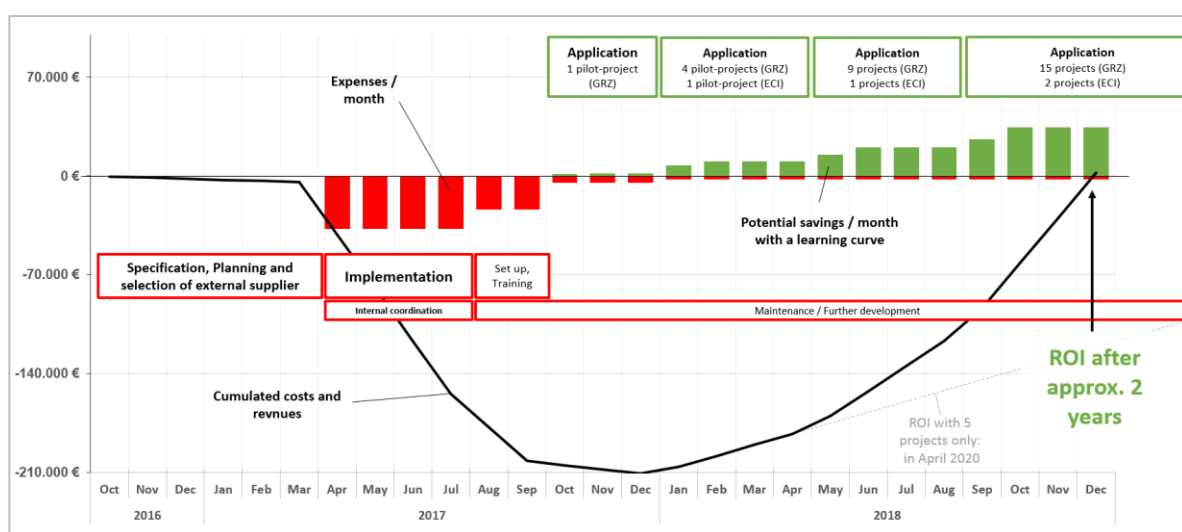 Application
1 pilot-project
(GRZ)
Application
4 pilot-projects (GRZ)
1 pilot-project (ECI)
Application
9 projects (GRZ)
1 projects (ECI)
Application
15 projects (GRZ)
2 projects (ECI)
70.000 €
Expenses /
month
0 €
Potential savings / month
with a learning curve
-70.000 €
Specification, Planning and
selection of external supplier
Implementation
Set up,
Training
Internal coordination
Maintenance / Further development
-140.000 €
Cumulated costs and
revnues
ROI after
approx. 2
years
ROI with 5
projects only:
in April 2020
-210.000 €
Oct Nov Dec Jan Feb Mar Apr May Jun Jul Aug Sep Oct Nov Dec Jan Feb Mar Apr May Jun Jul Aug Sep Oct Nov Dec
2016 2017 2018